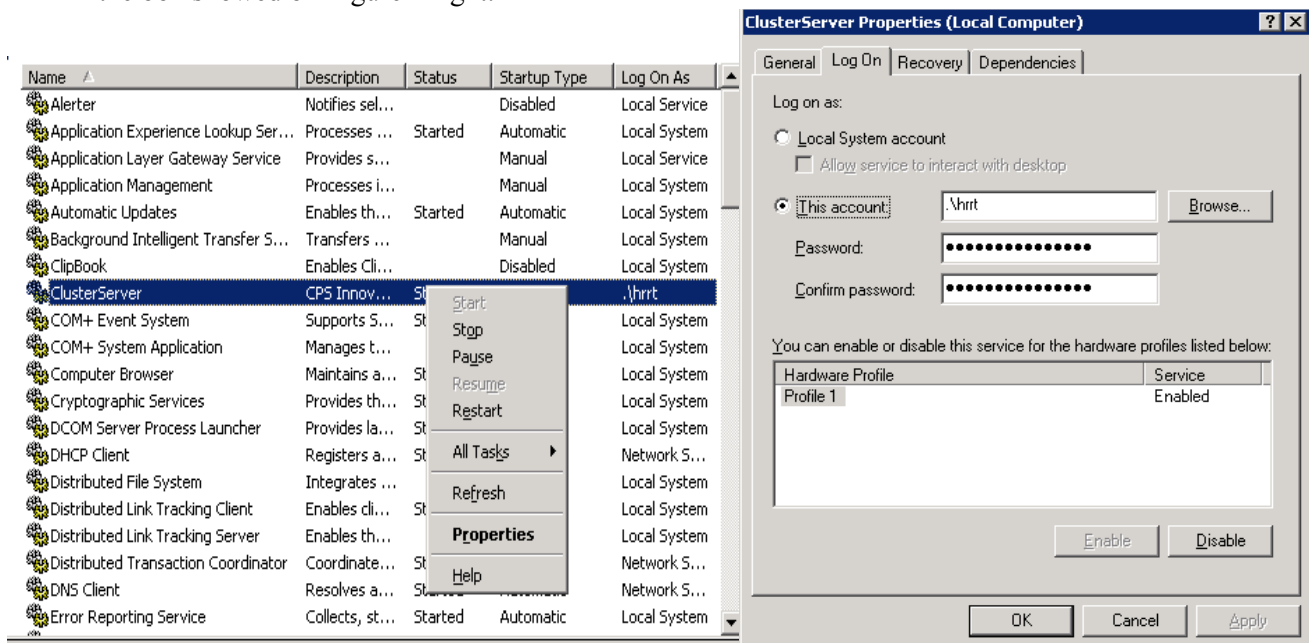 ClusterServer Properties (Local Computer)
Name Description Status Startup Type Log On As
Alerter Notifies sel... Disabled Local Service
Application Experience Lookup Ser... Processes ... Started Automatic Local System
Application Layer Gateway Service Provides s... Manual Local Service
Application Management Processes i... Manual Local System
Automatic Updates Enables th... Started Automatic Local System
Background Intelligent Transfer S... Transfers ... Manual Local System
ClipBook Enables Cli... Disabled Local System
ClusterServer CPS Innov... St .\hrrt
COM+ Event System Supports S... St Local System
COM+ System Application Manages t... Local System
Computer Browser Maintains a... St Local System
Cryptographic Services Provides th... St Local System
DCOM Server Process Launcher Provides la... St Local System
DHCP Client Registers a... St Network S...
Distributed File System Integrates ... Local System
Distributed Link Tracking Client Enables cli... St Local System
Distributed Link Tracking Server Enables th... Local System
Distributed Transaction Coordinator Coordinate... St Network S...
DNS Client Resolves a... Network S...
Error Reporting Service Collects, st... Started Automatic Local System
Start
Stop
Pause
Resume
Restart
All Tasks
Refresh
Properties
Help
General Log On Recovery Dependencies
Log on as:
Local System account
Allow service to interact with desktop
This account: .\hrrt Browse...
Password: ●●●●●●●●●●●●●●●
Confirm password: ●●●●●●●●●●●●●●●
You can enable or disable this service for the hardware profiles listed below:
Hardware Profile Service
Profile 1 Enabled
Enable Disable
OK Cancel Apply